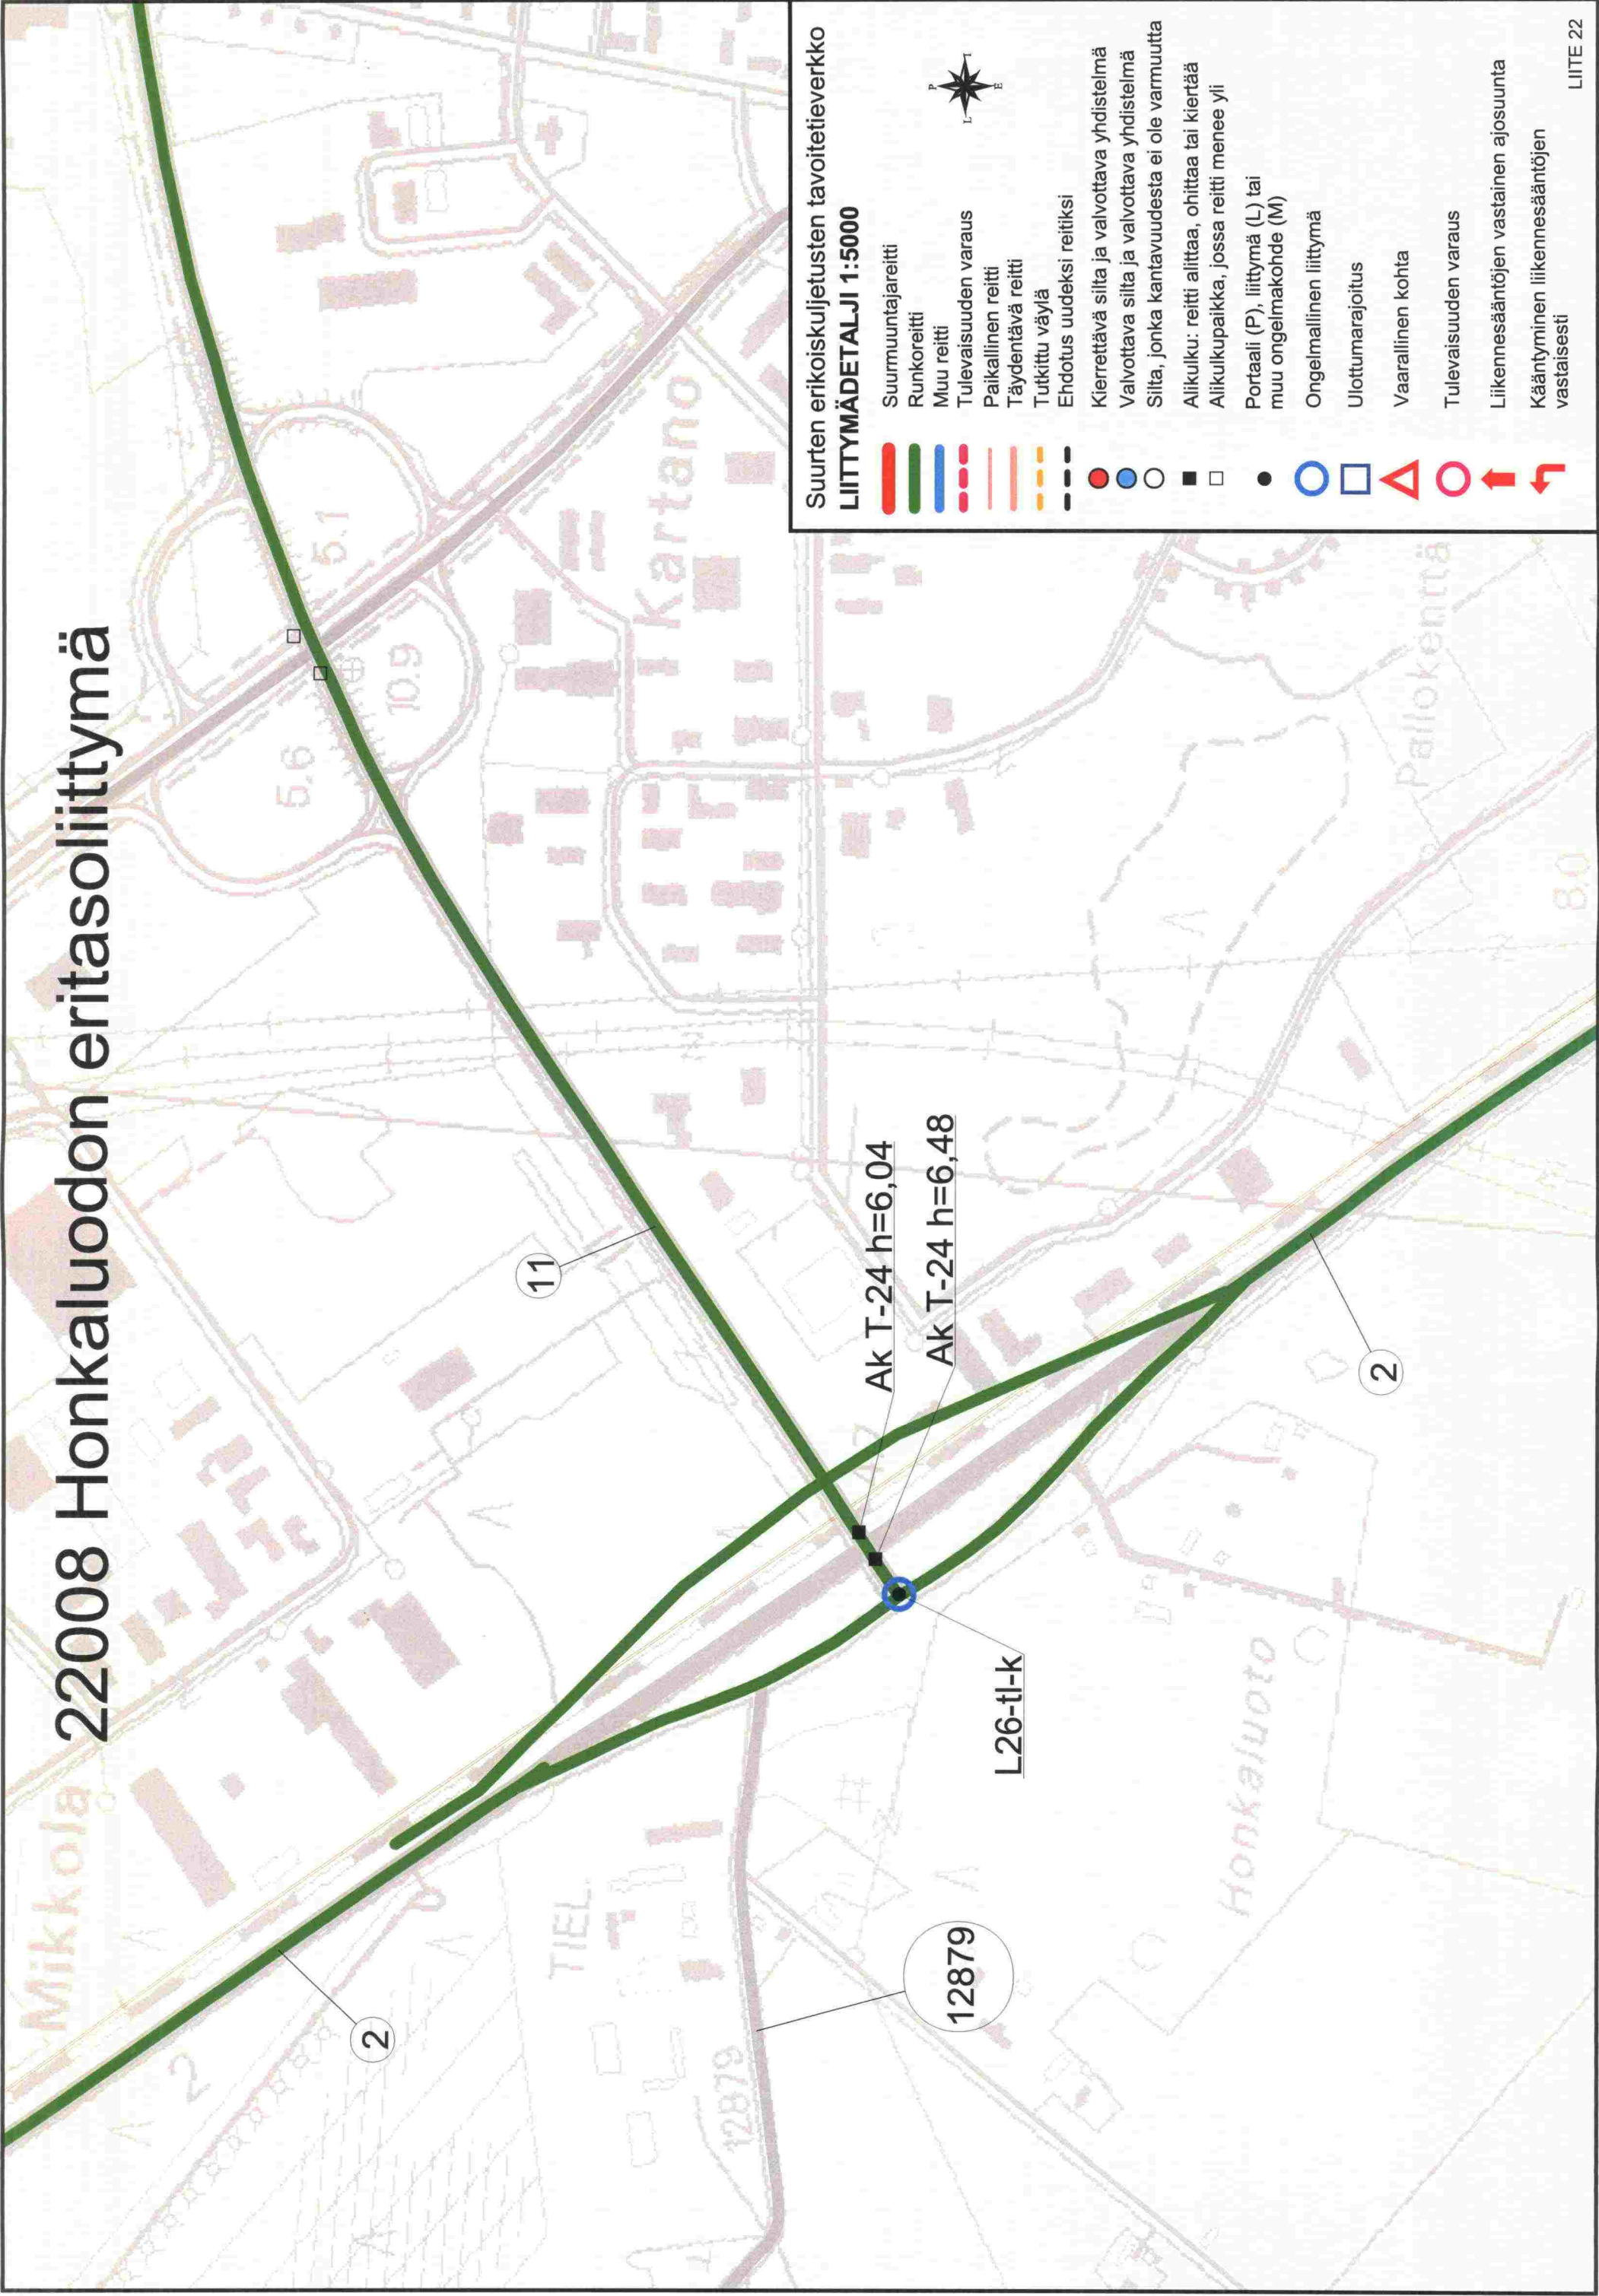 22008 Honkaluodon eritasoliittymä
Mikkola
2
2
11
5.6
5.1
10.9
Kartano
TIEL.
12879
12879
Ak T-24 h=6,04
Ak T-24 h=6,48
L26-tl-k
2
Honkaluoto
Pallokenttä
8.0
Suurten erikoiskuljetusten tavoitetieverkko
LIITTYMÄDETALJI 1:5000
P
L
I
E
Suurmuuntajareitti
Runkoreitti
Muu reitti
Tulevaisuuden varaus
Paikallinen reitti
Täydentävä reitti
Tutkittu väylä
Ehdotus uudeksi reitiksi
Kierrettävä silta ja valvottava yhdistelmä
Valvottava silta ja valvottava yhdistelmä
Silta, jonka kantavuudesta ei ole varmuutta
Alikulku: reitti alittaa, ohittaa tai kiertää
Alikulkupaikka, jossa reitti menee yli
Portaali (P), liittymä (L) tai
muu ongelmakohde (M)
Ongelmallinen liittymä
Ulottumarajoitus
Vaarallinen kohta
Tulevaisuuden varaus
Liikennesääntöjen vastainen ajosuunta
Kääntyminen liikennesääntöjen
vastaisesti
LIITE 22